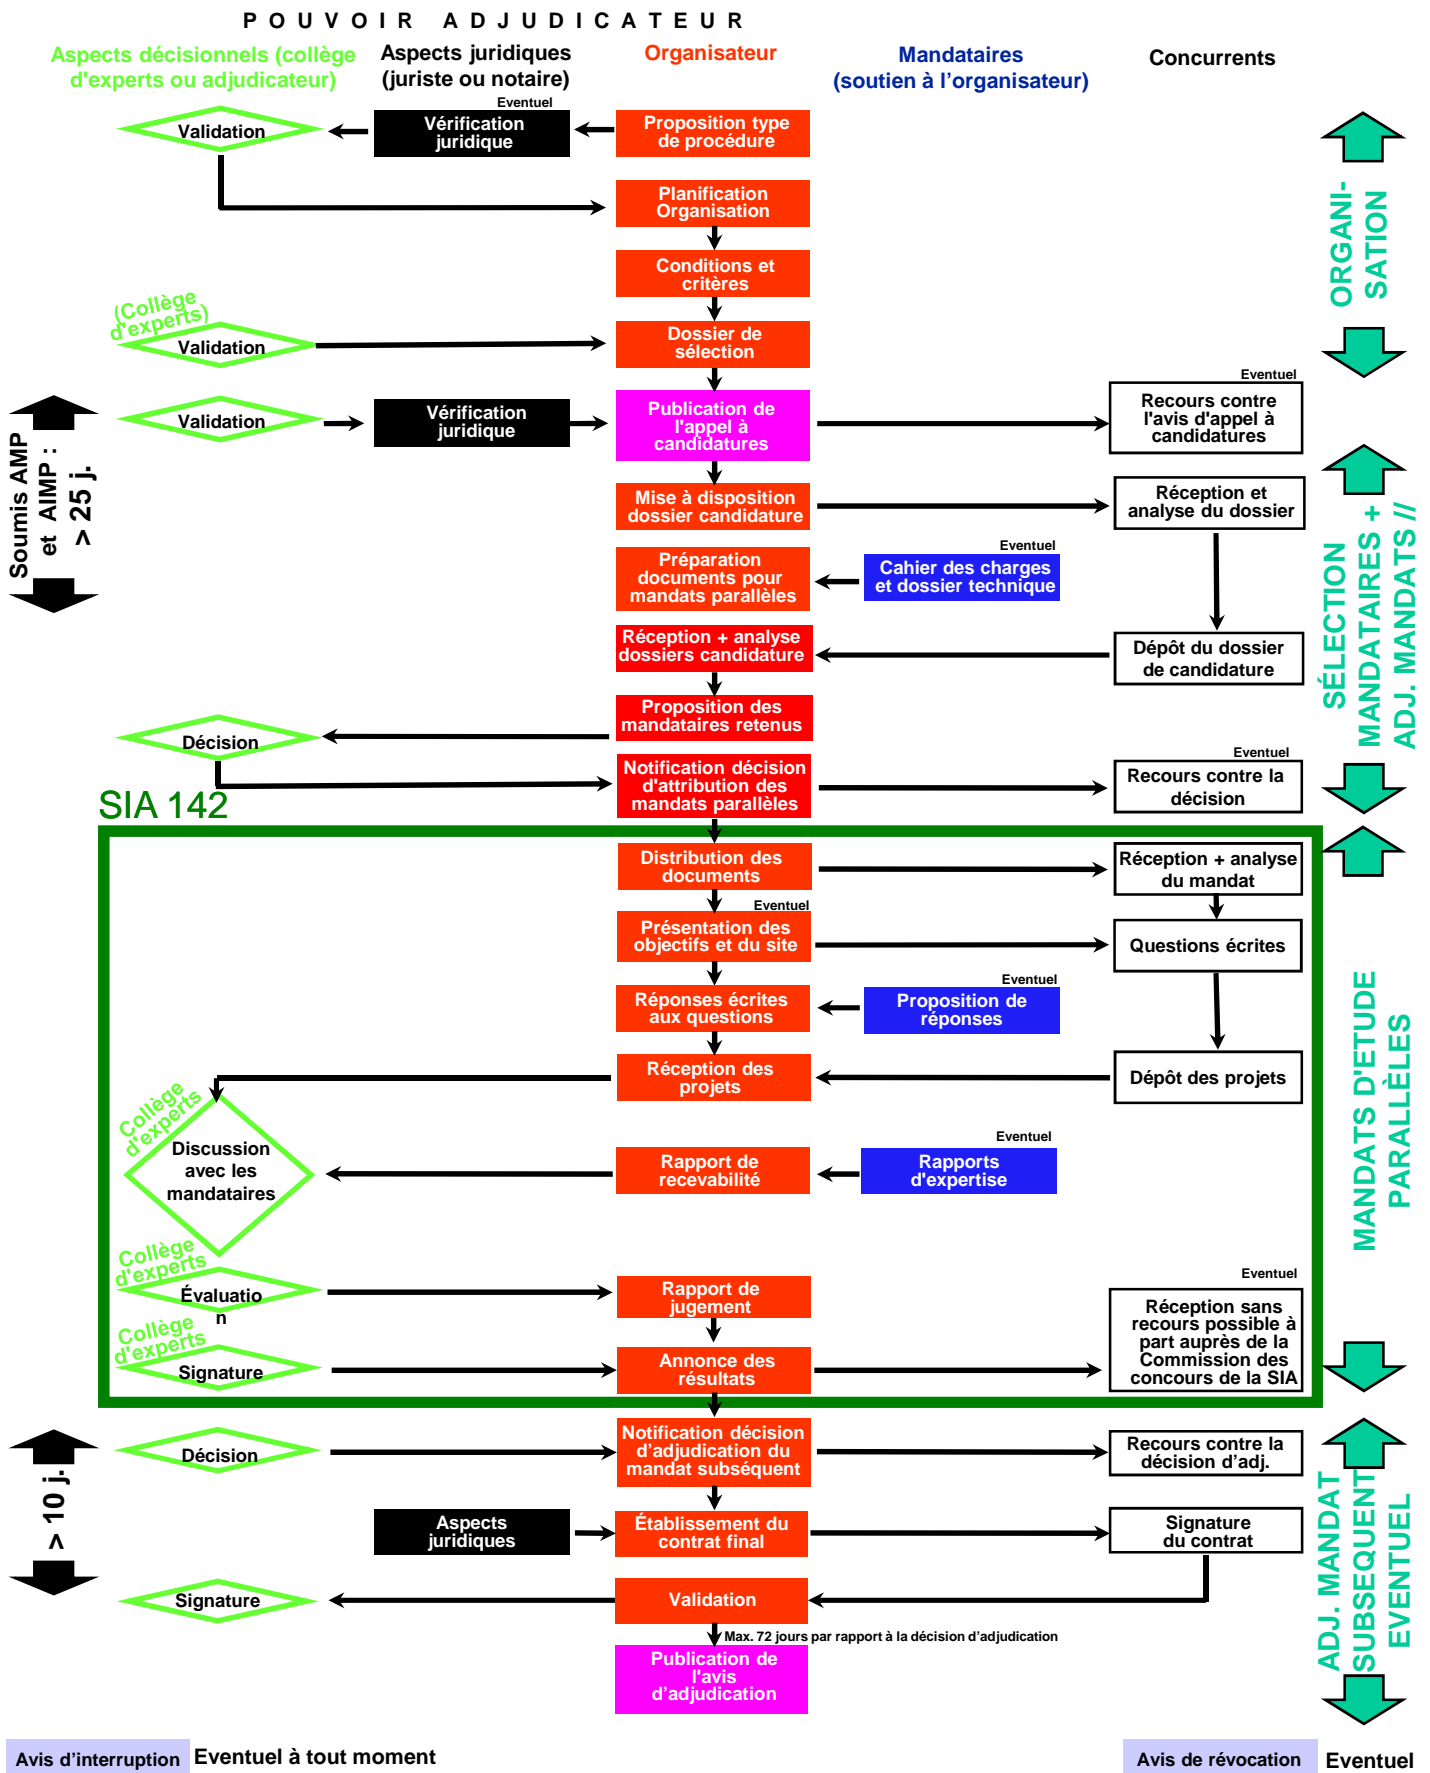 POUVOIR ADJUDICATEUR
Aspects décisionnels (collège
d'experts ou adjudicateur)
Aspects juridiques
(juriste ou notaire)
Organisateur
Mandataires
(soutien à l'organisateur)
Concurrents
Validation
Eventuel
Vérification
juridique
Proposition type
de procédure
Planification
Organisation
Conditions et
critères
(Collège
d'experts)
Validation
Dossier de
sélection
ORGANI-
SATION
Validation
Vérification
juridique
Publication de
l'appel à
candidatures
Eventuel
Recours contre
l'avis d'appel à
candidatures
Soumis AMP
et AIMP :
> 25 j.
Mise à disposition
dossier candidature
Réception et
analyse du dossier
Préparation
documents pour
mandats parallèles
Eventuel
Cahier des charges
et dossier technique
Réception + analyse
dossiers candidature
Dépôt du dossier
de candidature
Proposition des
mandataires retenus
Décision
Notification décision
d'attribution des
mandats parallèles
Eventuel
Recours contre la
décision
SÉLECTION
MANDATAIRES +
ADJ. MANDATS //
SIA 142
Distribution des
documents
Réception + analyse
du mandat
Eventuel
Présentation des
objectifs et du site
Questions écrites
Réponses écrites
aux questions
Eventuel
Proposition de
réponses
Réception des
projets
Dépôt des projets
Collège
d'experts
Discussion
avec les
mandataires
Rapport de
recevabilité
Eventuel
Rapports
d'expertise
Collège
d'experts
Évaluatio
n
Rapport de
jugement
Eventuel
Réception sans
recours possible à
part auprès de la
Commission des
concours de la SIA
Collège
d'experts
Signature
Annonce des
résultats
MANDATS D'ETUDE
PARALLÈLES
Décision
Notification décision
d'adjudication du
mandat subséquent
Recours contre la
décision d'adj.
> 10 j.
Aspects
juridiques
Établissement du
contrat final
Signature
du contrat
Signature
Validation
Max. 72 jours par rapport à la décision d'adjudication
Publication de
l'avis
d'adjudication
ADJ. MANDAT
SUBSEQUENT
EVENTUEL
Avis d'interruption Eventuel à tout moment
Avis de révocation Eventuel